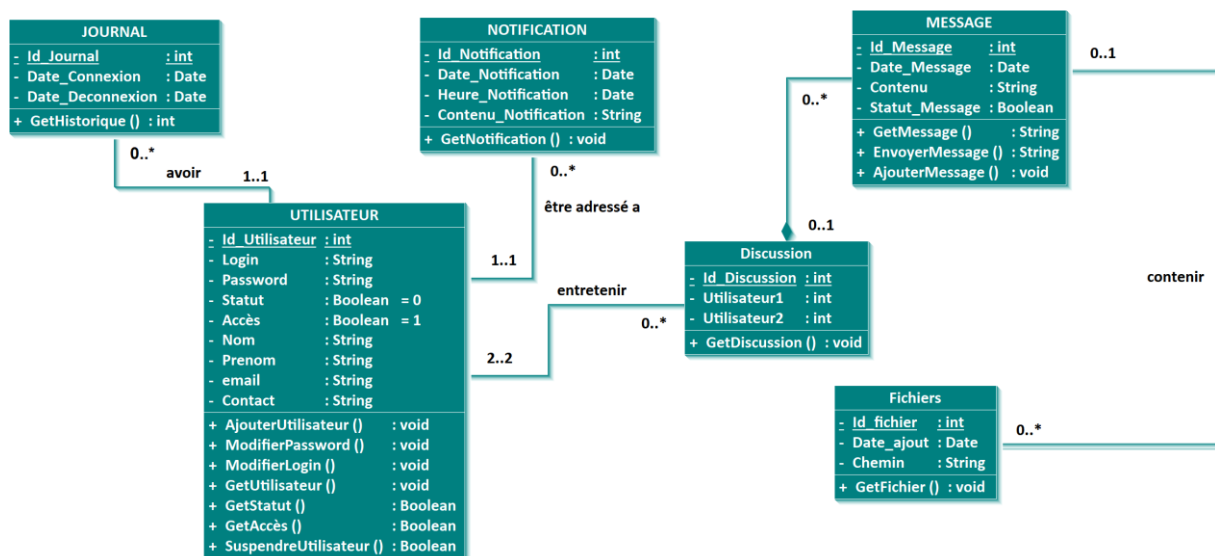 JOURNAL
- Id_Journal : int
- Date_Connexion : Date
- Date_Deconnexion : Date
+ GetHistorique () : int
0..*
avoir
1..1
NOTIFICATION
- Id_Notification : int
- Date_Notification : Date
- Heure_Notification : Date
- Contenu_Notification : String
+ GetNotification () : void
0..*
être adressé a
1..1
MESSAGE
- Id_Message : int
- Date_Message : Date
- Contenu : String
- Statut_Message : Boolean
+ GetMessage () : String
+ EnvoyerMessage () : String
+ AjouterMessage () : void
0..1
0..*
0..1
contenir
UTILISATEUR
- Id_Utilisateur : int
- Login : String
- Password : String
- Statut : Boolean = 0
- Accès : Boolean = 1
- Nom : String
- Prenom : String
- email : String
- Contact : String
+ AjouterUtilisateur () : void
+ ModifierPassword () : void
+ ModifierLogin () : void
+ GetUtilisateur () : void
+ GetStatut () : Boolean
+ GetAccès () : Boolean
+ SuspendreUtilisateur () : Boolean
entretenir
0..*
2..2
Discussion
- Id_Discussion : int
- Utilisateur1 : int
- Utilisateur2 : int
+ GetDiscussion () : void
Fichiers
- Id_fichier : int
- Date_ajout : Date
- Chemin : String
+ GetFichier () : void
0..*